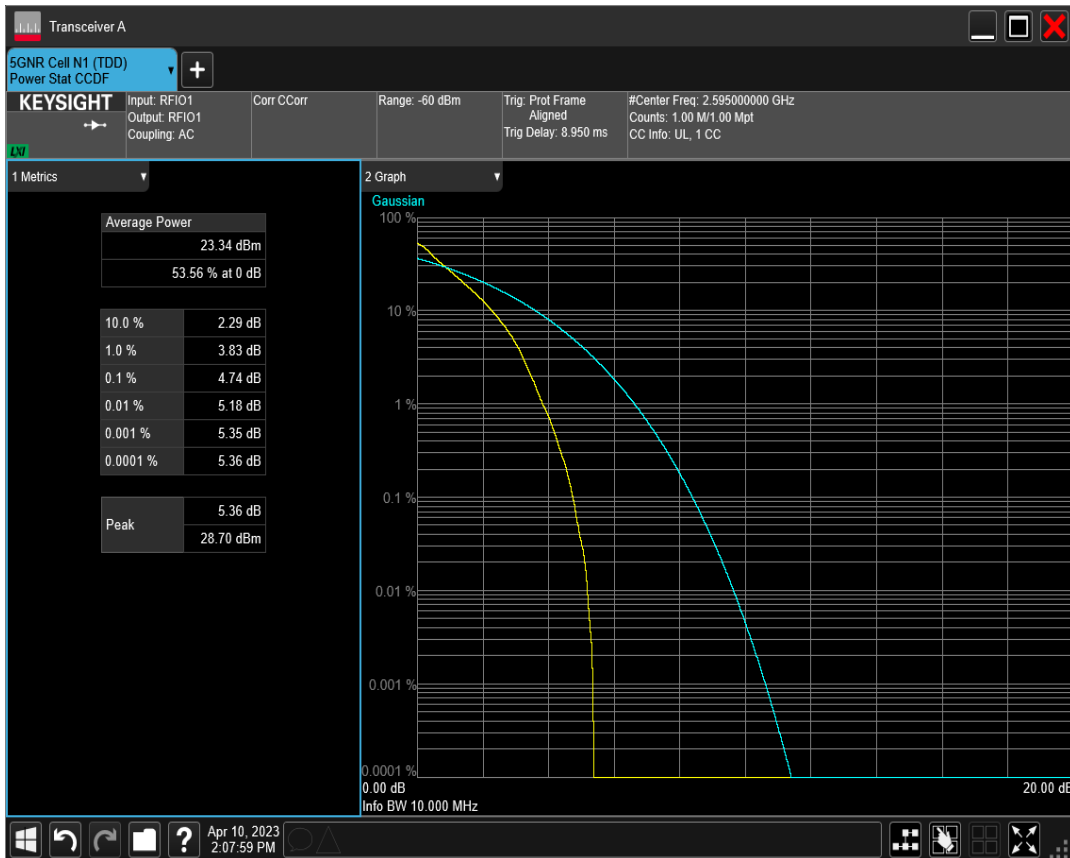 Transceiver A
5GNR Cell N1 (TDD)
Power Stat CCDF
+
KEYSIGHT
LXI
Input: RFIO1
Output: RFIO1
Coupling: AC
Corr CCorr
Range: -60 dBm
Trig: Prot Frame
Aligned
Trig Delay: 8.950 ms
#Center Freq: 2.595000000 GHz
Counts: 1.00 M/1.00 Mpt
CC Info: UL, 1 CC
1 Metrics
Average Power
23.34 dBm
53.56 % at 0 dB
10.0 % 2.29 dB
1.0 % 3.83 dB
0.1 % 4.74 dB
0.01 % 5.18 dB
0.001 % 5.35 dB
0.0001 % 5.36 dB
Peak 5.36 dB
28.70 dBm
2 Graph
Gaussian
100 %
10 %
1 %
0.1 %
0.01 %
0.001 %
0.0001 %
0.00 dB 20.00 dB
Info BW 10.000 MHz
?
Apr 10, 2023
2:07:59 PM